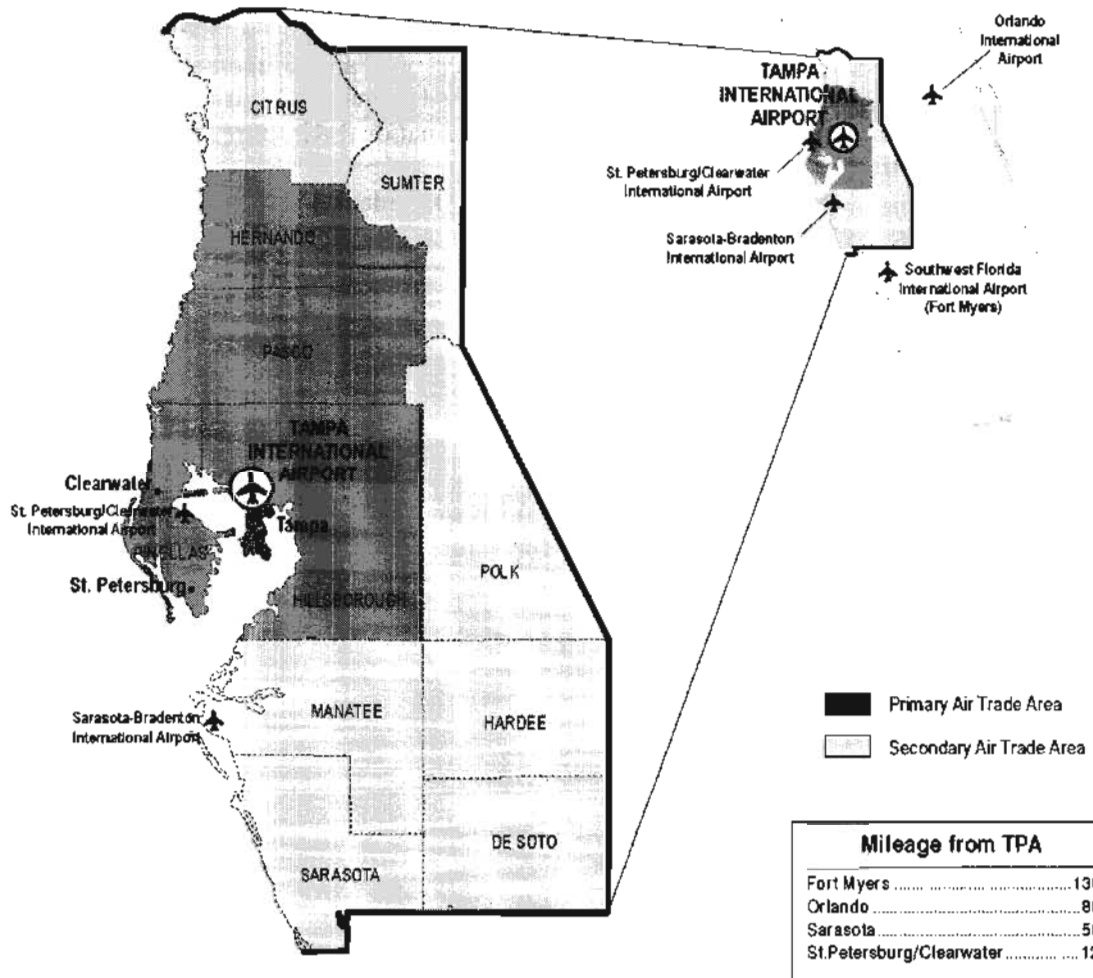 CITRUS
SUMTER
HERNANDO
PASCO
TAMPA
INTERNATIONAL
AIRPORT
Clearwater
St. Petersburg/Clearwater
International Airport
Tampa
PINELLAS
St. Petersburg
HILLSBOROUGH
POLK
Sarasota-Bradenton
International Airport
MANATEE
HARDEE
DE SOTO
SARASOTA
Orlando
International
Airport
TAMPA
INTERNATIONAL
AIRPORT
St. Petersburg/Clearwater
International Airport
Sarasota-Bradenton
International Airport
Southwest Florida
International Airport
(Fort Myers)
Primary Air Trade Area
Secondary Air Trade Area
Mileage from TPA
Fort Myers
Orlando
Sarasota
St.Petersburg/Clearwater